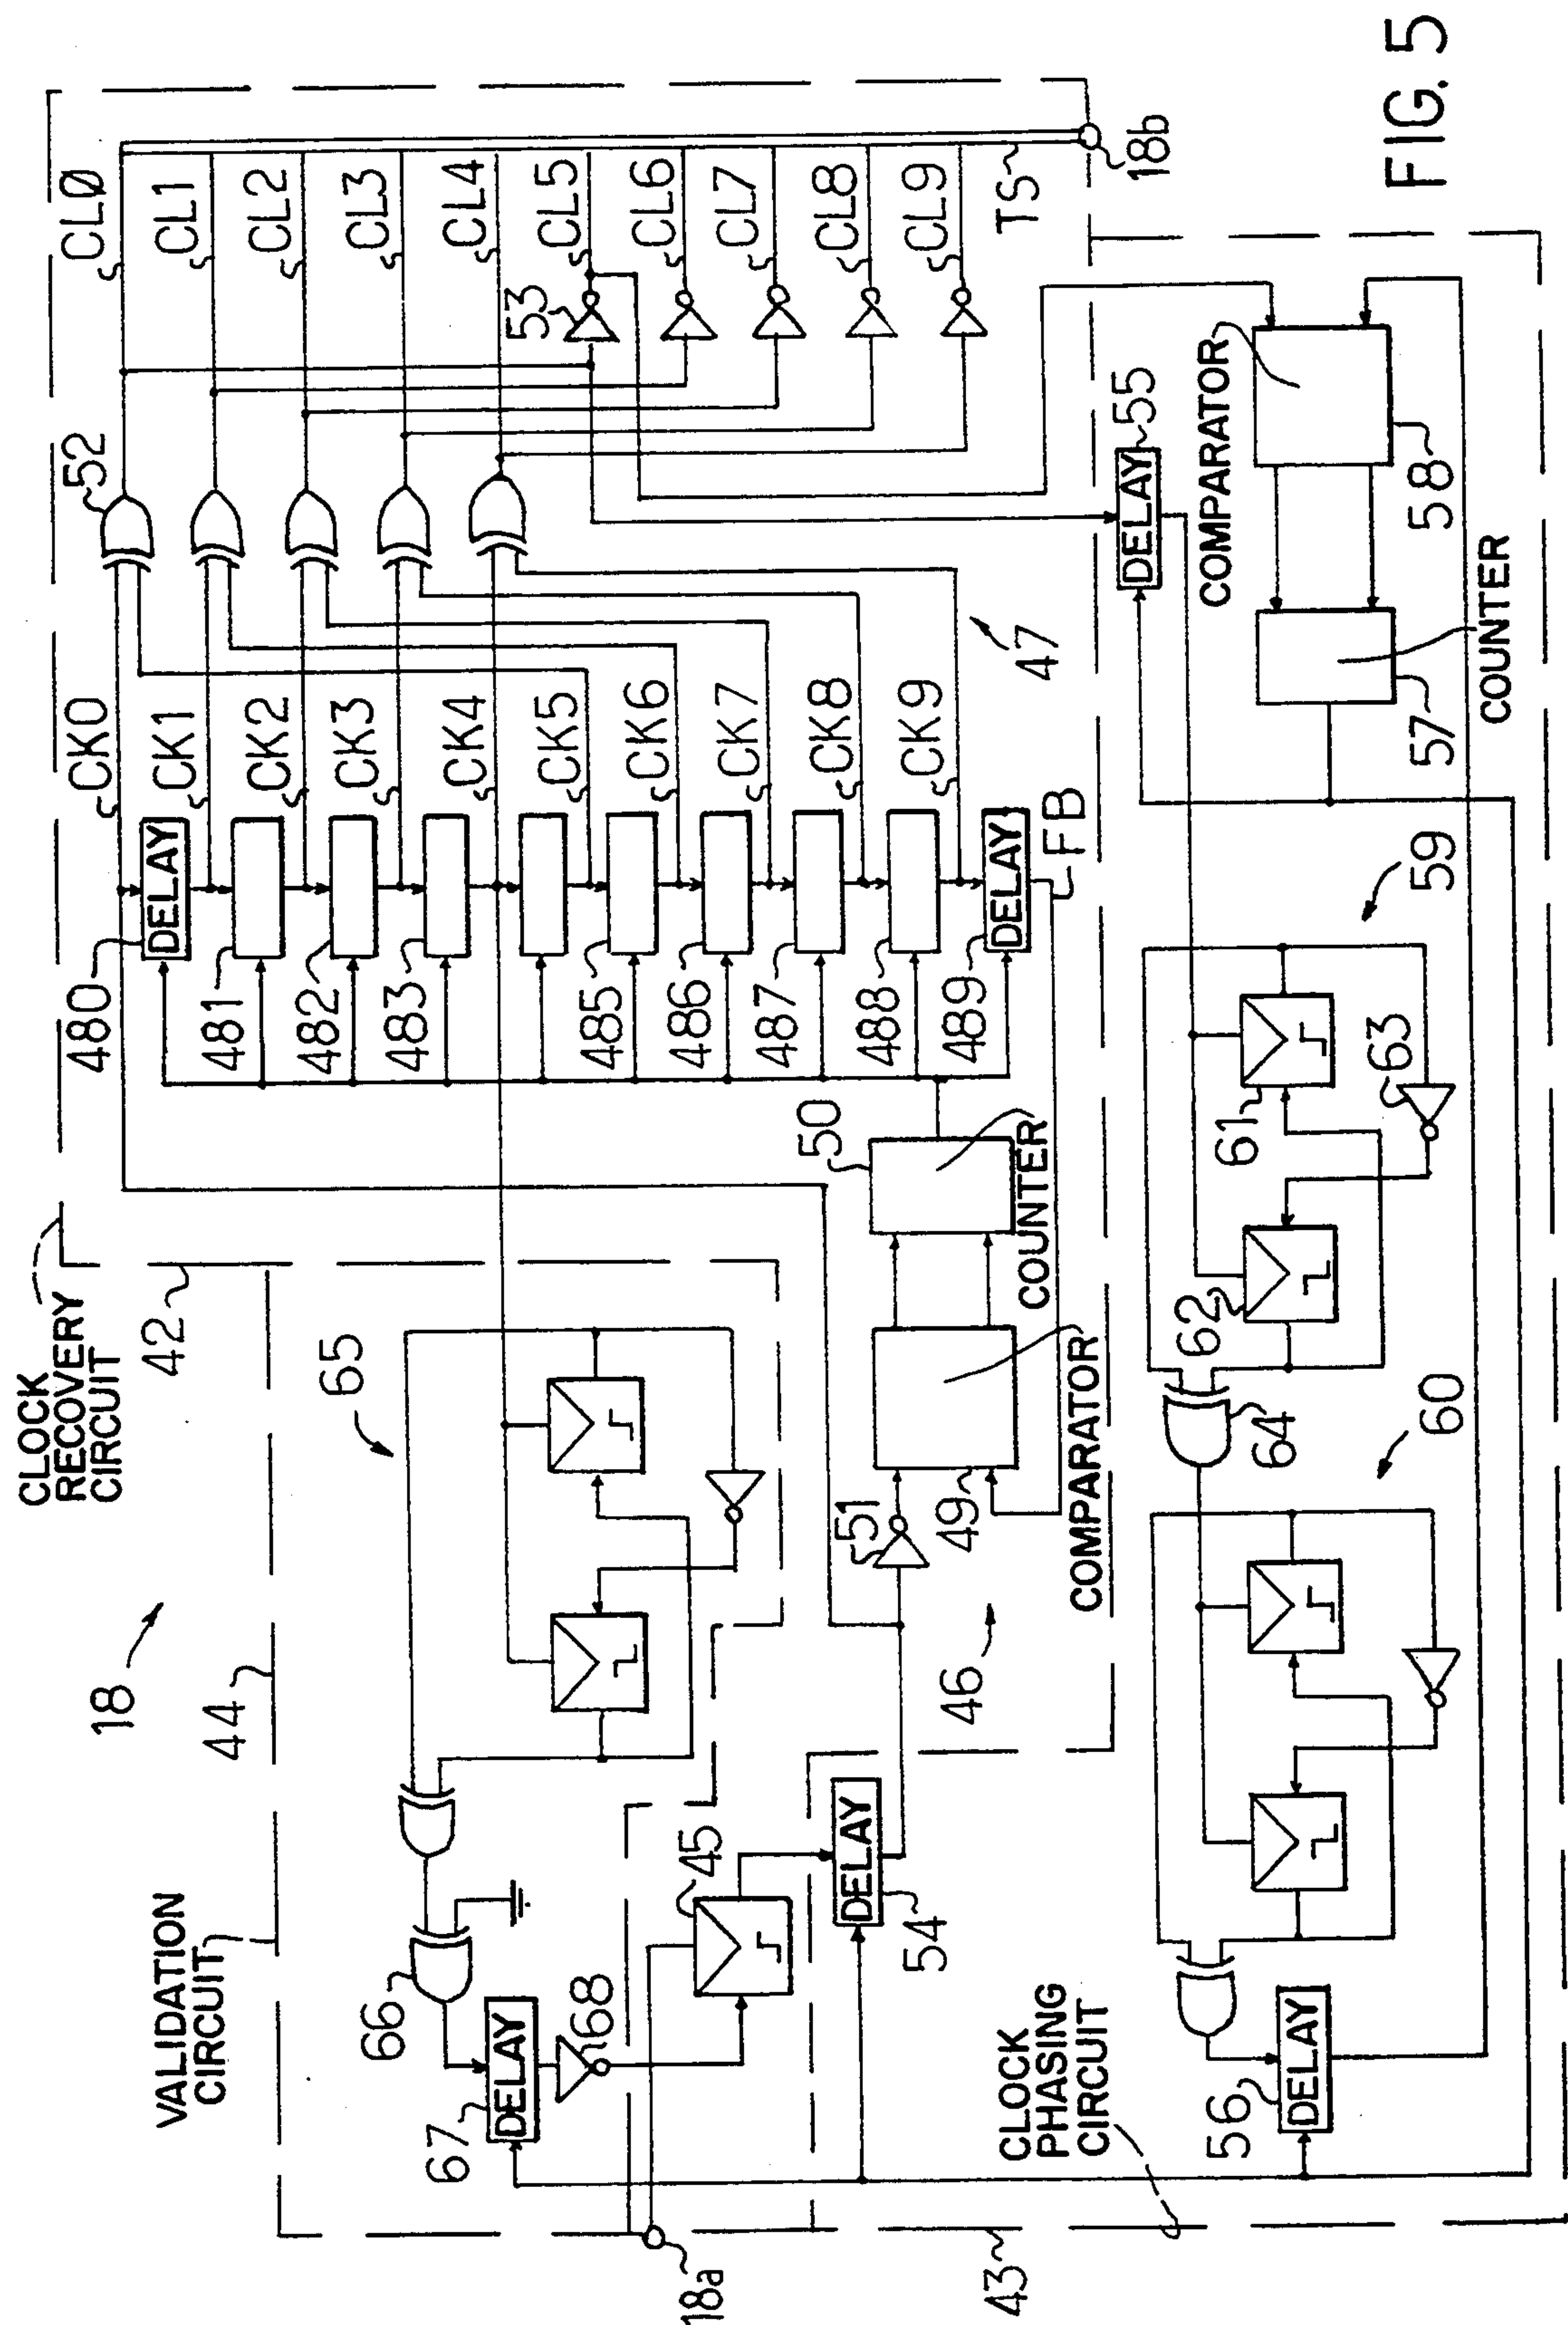 CLOCK
RECOVERY
CIRCUIT
42
18
44
VALIDATION
CIRCUIT
65
66
67
DELAY
68
45
18a
DELAY
54
46
51
49
COMPARATOR
50
COUNTER
480
481
482
483
485
486
487
488
489
DELAY
DELAY
FB
CK0
CK1
CK2
CK3
CK4
CK5
CK6
CK7
CK8
CK9
47
52
53
CLØ
CL1
CL2
CL3
CL4
CL5
CL6
CL7
CL8
CL9
TS
18b
DELAY
55
COMPARATOR
58
COUNTER
57
59
61
62
63
64
60
DELAY
56
CLOCK
PHASING
CIRCUIT
43
FIG. 5